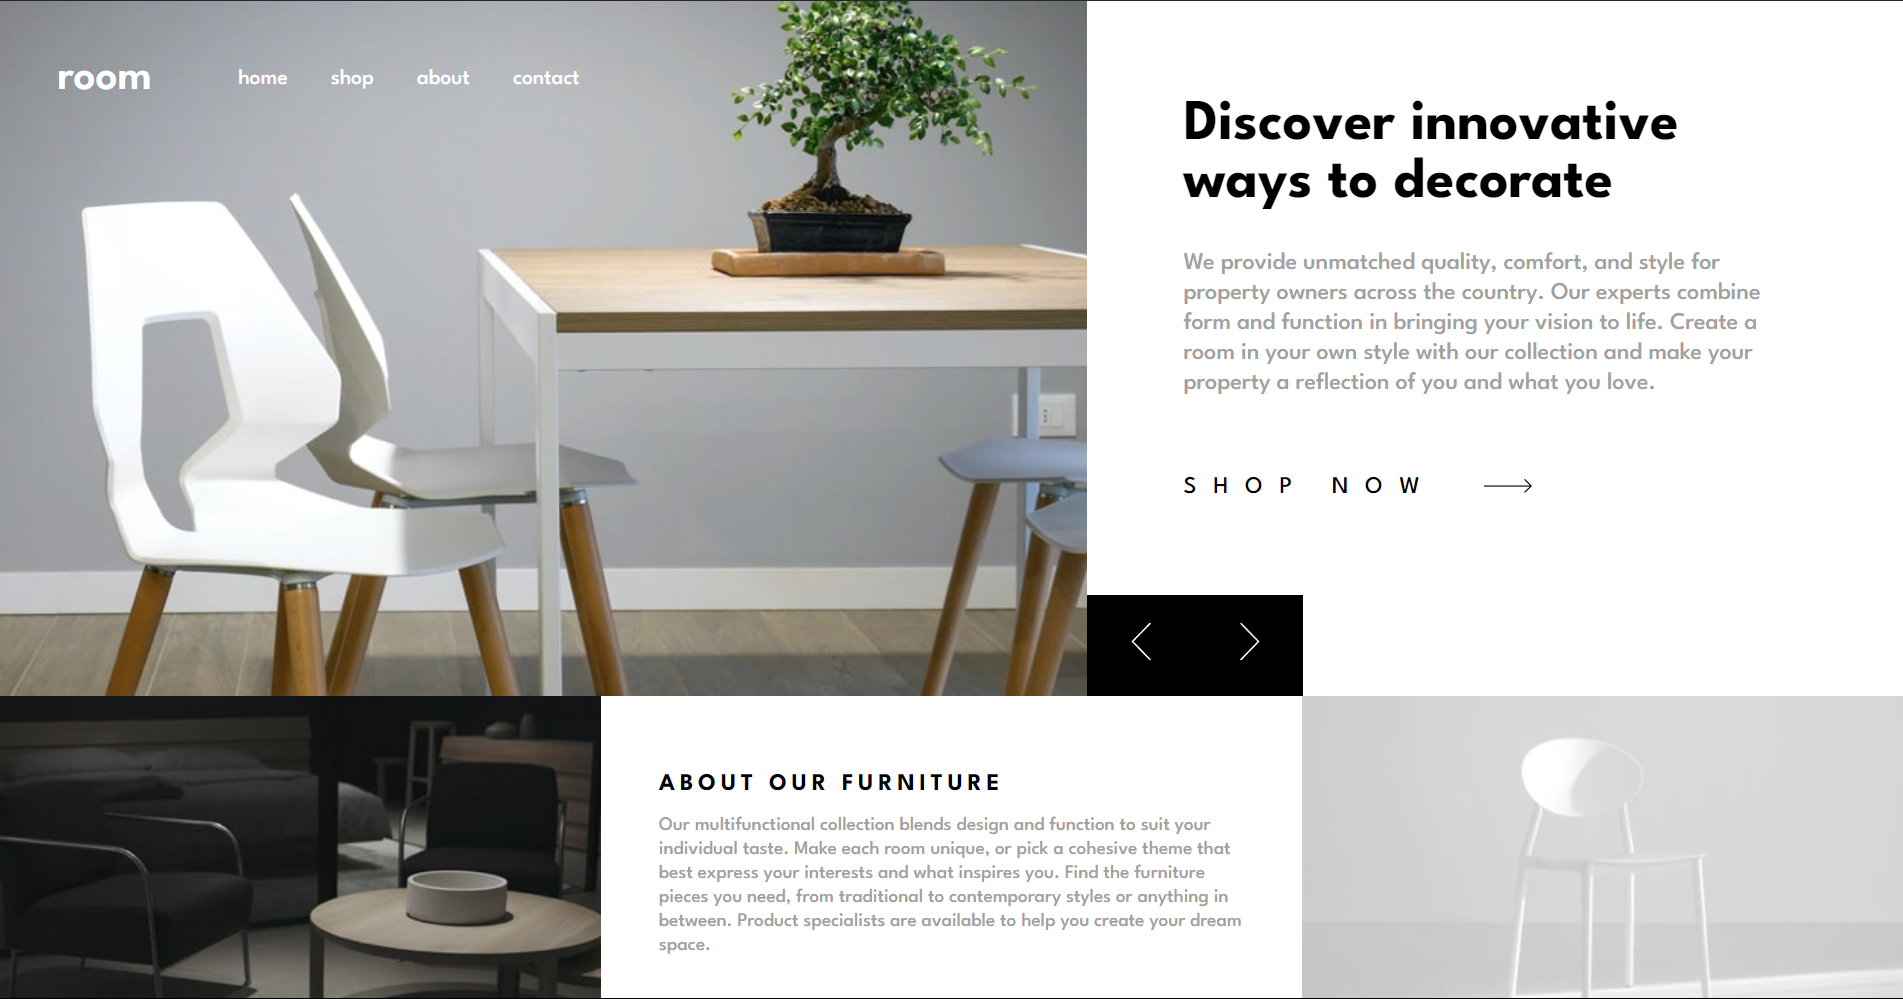 room
home shop about contact
Discover innovative
ways to decorate
We provide unmatched quality, comfort, and style for
property owners across the country. Our experts combine
form and function in bringing your vision to life. Create a
room in your own style with our collection and make your
property a reflection of you and what you love.
SHOP NOW
ABOUT OUR FURNITURE
Our multifunctional collection blends design and function to suit your
individual taste. Make each room unique, or pick a cohesive theme that
best express your interests and what inspires you. Find the furniture
pieces you need, from traditional to contemporary styles or anything in
between. Product specialists are available to help you create your dream
space.